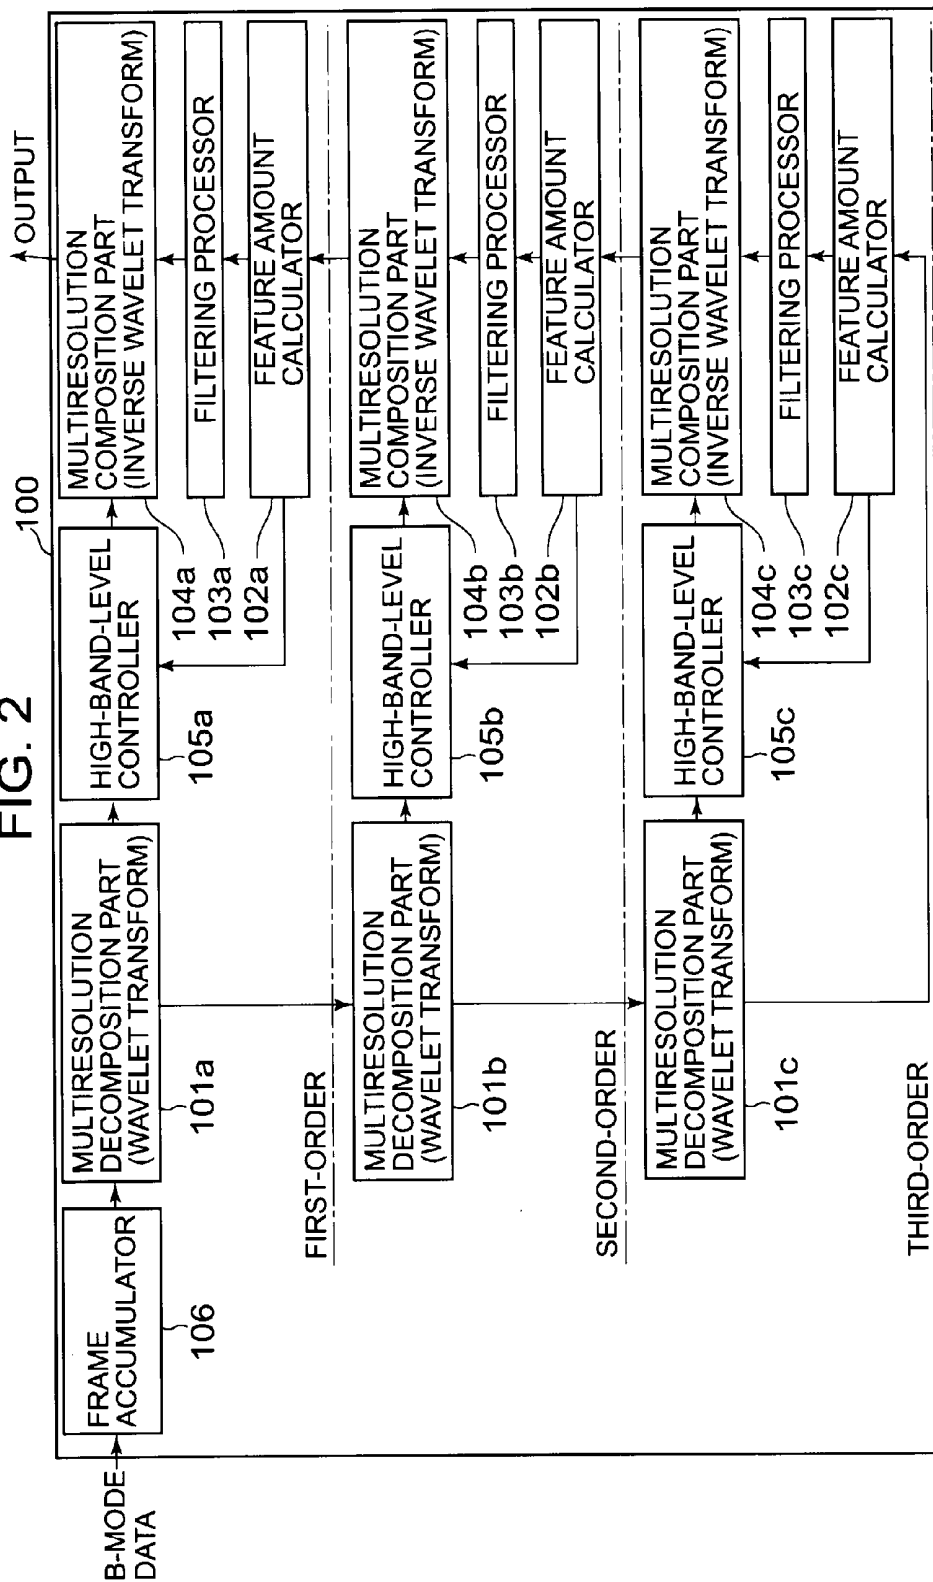 FIG. 2
100
OUTPUT
B-MODE
DATA
FRAME
ACCUMULATOR
106
MULTIRESOLUTION
DECOMPOSITION PART
(WAVELET TRANSFORM)
101a
HIGH-BAND-LEVEL
CONTROLLER
105a
MULTIRESOLUTION
COMPOSITION PART
(INVERSE WAVELET TRANSFORM)
104a
FILTERING PROCESSOR
103a
FEATURE AMOUNT
CALCULATOR
102a
FIRST-ORDER
MULTIRESOLUTION
DECOMPOSITION PART
(WAVELET TRANSFORM)
101b
HIGH-BAND-LEVEL
CONTROLLER
105b
MULTIRESOLUTION
COMPOSITION PART
(INVERSE WAVELET TRANSFORM)
104b
FILTERING PROCESSOR
103b
FEATURE AMOUNT
CALCULATOR
102b
SECOND-ORDER
MULTIRESOLUTION
DECOMPOSITION PART
(WAVELET TRANSFORM)
101c
HIGH-BAND-LEVEL
CONTROLLER
105c
MULTIRESOLUTION
COMPOSITION PART
(INVERSE WAVELET TRANSFORM)
104c
FILTERING PROCESSOR
103c
FEATURE AMOUNT
CALCULATOR
102c
THIRD-ORDER